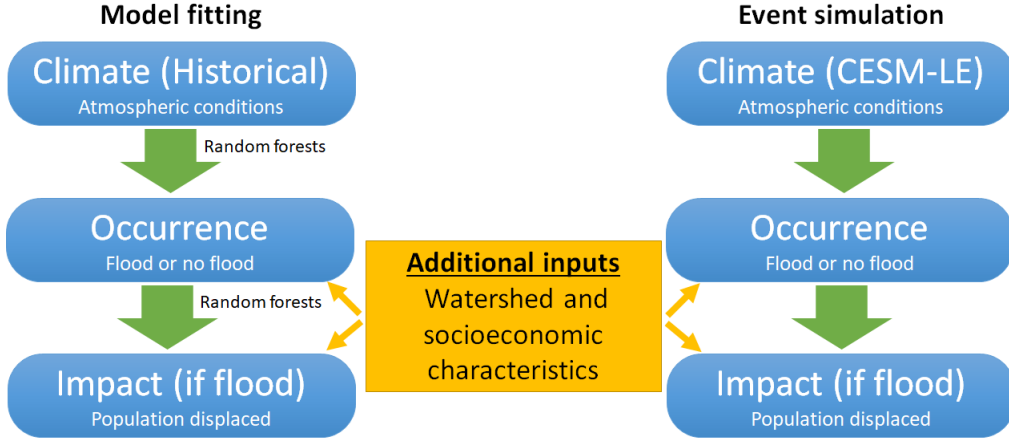 Model fitting
Climate (Historical)
Atmospheric conditions
Random forests
Occurrence
Flood or no flood
Random forests
Impact (if flood)
Population displaced
Additional inputs
Watershed and
socioeconomic
characteristics
Event simulation
Climate (CESM-LE)
Atmospheric conditions
Occurrence
Flood or no flood
Impact (if flood)
Population displaced